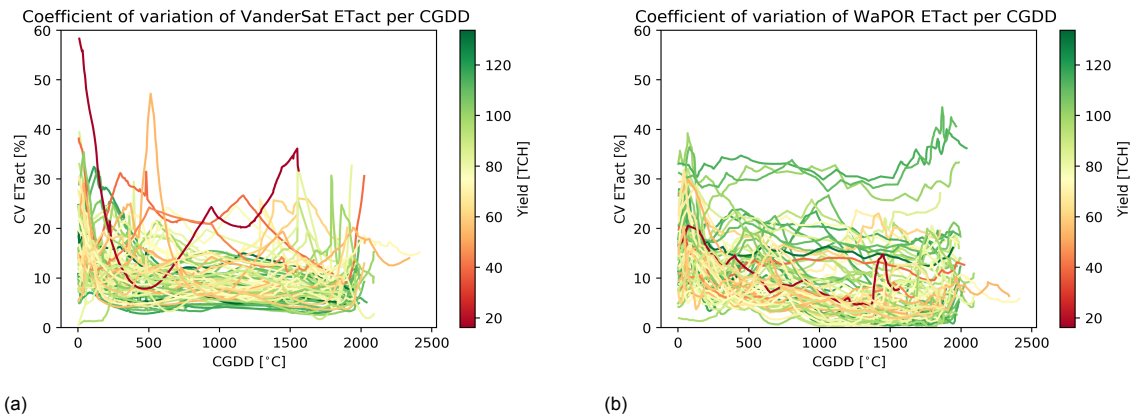 Coefficient of variation of VanderSat ETact per CGDD
60
50
40
30
20
10
0
CV ETact [%]
0 500 1000 1500 2000 2500
CGDD [°C]
120
100
80
60
40
20
Yield [TCH]
(a)
Coefficient of variation of WaPOR ETact per CGDD
60
50
40
30
20
10
0
CV ETact [%]
0 500 1000 1500 2000 2500
CGDD [°C]
120
100
80
60
40
20
Yield [TCH]
(b)